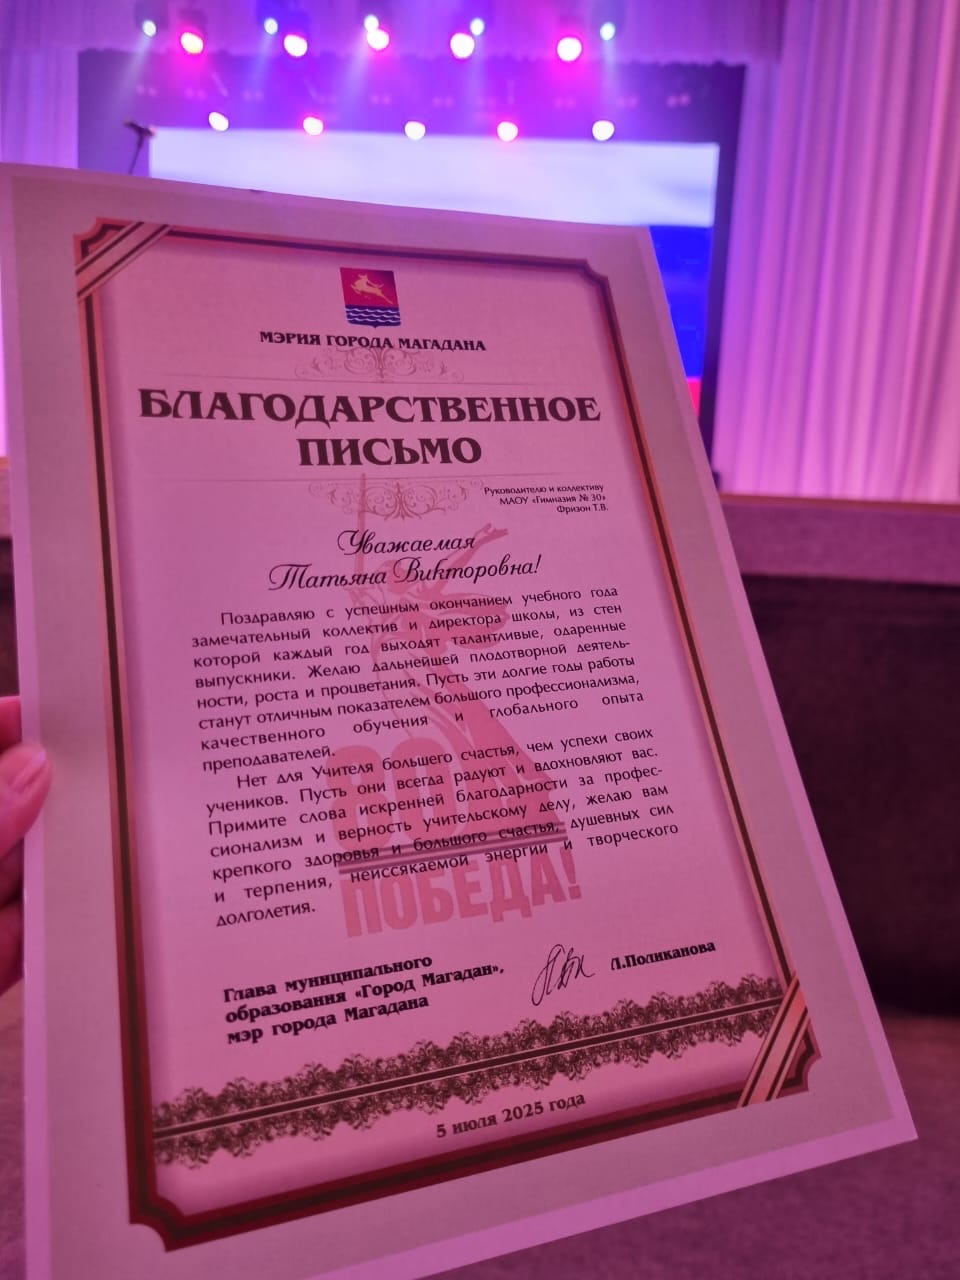 МЭРИЯ ГОРОДА МАГАДАНА
БЛАГОДАРСТВЕННОЕ
ПИСЬМО
Руководителю и коллективу
МАОУ «Гимназия № 30»
Фризон Т.В.
Уважаемая
Татьяна Викторовна!
Поздравляю с успешным окончанием учебного года
замечательный коллектив и директора школы, из стен
которой каждый год выходят талантливые, одаренные
выпускники. Желаю дальнейшей плодотворной деятель-
ности, роста и процветания. Пусть эти долгие годы работы
станут отличным показателем большого профессионализма,
качественного обучения и глобального опыта
преподавателей.
Нет для Учителя большего счастья, чем успехи своих
учеников. Пусть они всегда радуют и вдохновляют вас.
Примите слова искренней благодарности за профес-
сионализм и верность учительскому делу, желаю вам
крепкого здоровья и большого счастья, душевных сил
и терпения, неиссякаемой энергии и творческого
долголетия.
80
ПОБЕДА!
Глава муниципального
образования «Город Магадан»,
мэр города Магадана
Л.Поликанова
5 июля 2025 года